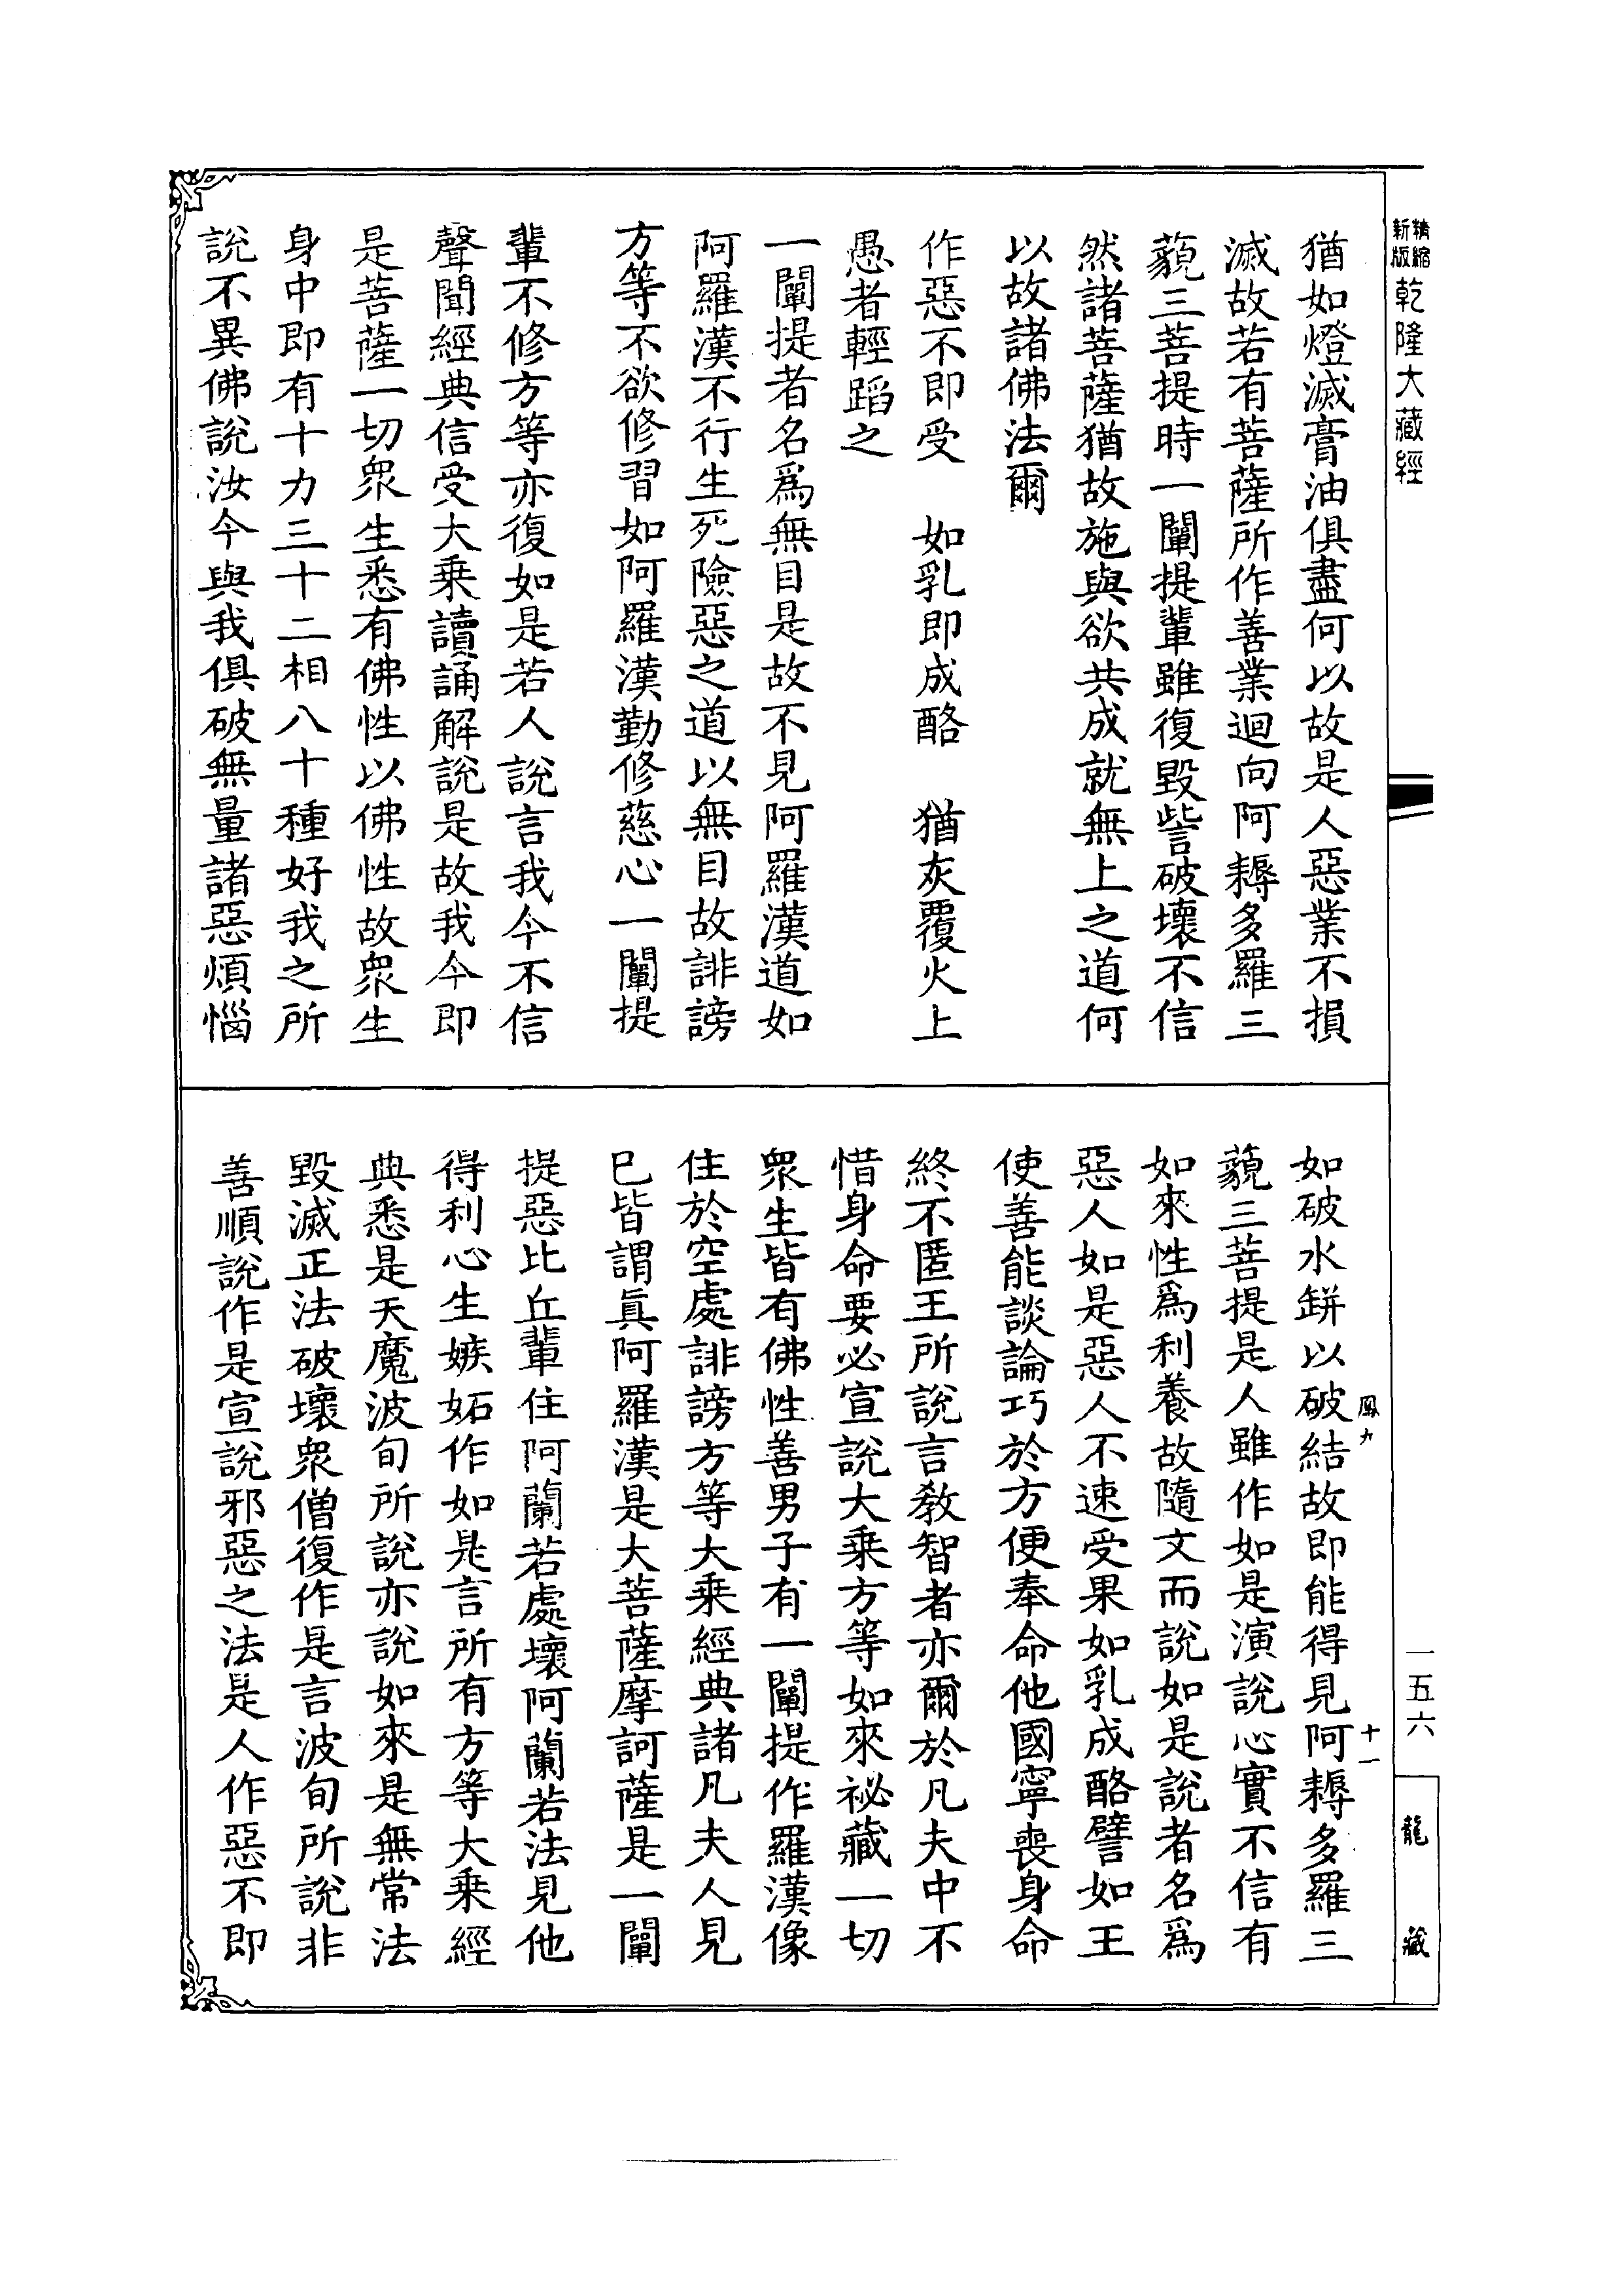 精縮
新版
乾隆大藏經
猶如燈滅膏油俱盡何以故是人惡業不損
滅故若有菩薩所作善業迴向阿耨多羅三
藐三菩提時一闡提輩雖復毀呰破壞不信
然諸菩薩猶故施與欲共成就無上之道何
以故諸佛法爾
作惡不即受　如乳即成酪　猶灰覆火上
愚者輕蹈之
一闡提者名爲無目是故不見阿羅漢道如
阿羅漢不行生死險惡之道以無目故誹謗
方等不欲修習如阿羅漢勤修慈心一闡提
輩不修方等亦復如是若人說言我今不信
聲聞經典信受大乘讀誦解說是故我今即
是菩薩一切衆生悉有佛性以佛性故衆生
身中即有十力三十二相八十種好我之所
說不異佛說汝今與我俱破無量諸惡煩惱
一五六
龍藏
鳳九
十一
如破水缾以破破結故即能得見阿耨多羅三
藐三菩提是人雖作如是演說心實不信有
如來性爲利養故隨文而說如是說者名爲
惡人如是惡人不速受果如乳成酪譬如王
使善能談論巧於方便奉命他國寧喪身命
終不匿王所說言教智者亦爾於凡夫中不
惜身命要必宣說大乘方等如來祕藏一切
衆生皆有佛性善男子有一闡提作羅漢像
住於空處誹謗方等大乘經典諸凡夫人見
已皆謂眞阿羅漢是大菩薩摩訶薩是一闡
提惡比丘輩住阿蘭若處壞阿蘭若法見他
得利心生嫉妬作如是言所有方等大乘經
典悉是天魔波旬所說亦說如來是無常法
毀滅正法破壞衆僧復作是言波旬所說非
善順說作是宣說邪惡之法是人作惡不即